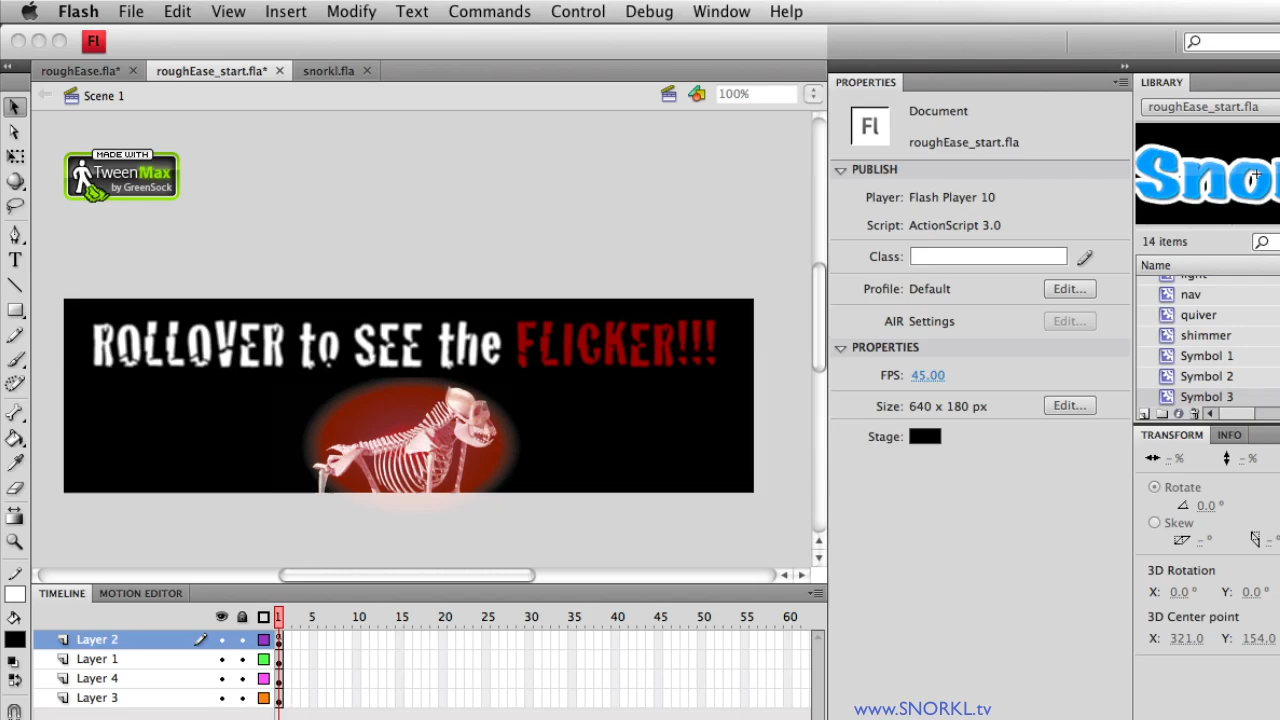 Flash File Edit View Insert Modify Text Commands Control Debug Window Help
Fl
roughEase.fla* roughEase_start.fla* snorkl.fla
Scene 1
100%
MADE WITH
TweenMax
by GreenSock
ROLLOVER to SEE the FLICKER!!!
TIMELINE MOTION EDITOR
1 5 10 15 20 25 30 35 40 45 50 55 60
Layer 2
Layer 1
Layer 4
Layer 3
PROPERTIES
Fl
Document
roughEase_start.fla
PUBLISH
Player: Flash Player 10
Script: ActionScript 3.0
Class:
Profile: Default Edit...
AIR Settings Edit...
PROPERTIES
FPS: 45.00
Size: 640 x 180 px Edit...
Stage:
www.SNORKL.tv
LIBRARY
roughEase_start.fla
Sno
14 items
Name
light
nav
quiver
shimmer
Symbol 1
Symbol 2
Symbol 3
TRANSFORM INFO
% %
Rotate
0.0 °
Skew
° °
3D Rotation
X: 0.0 ° Y: 0.0 °
3D Center point
X: 321.0 Y: 154.0